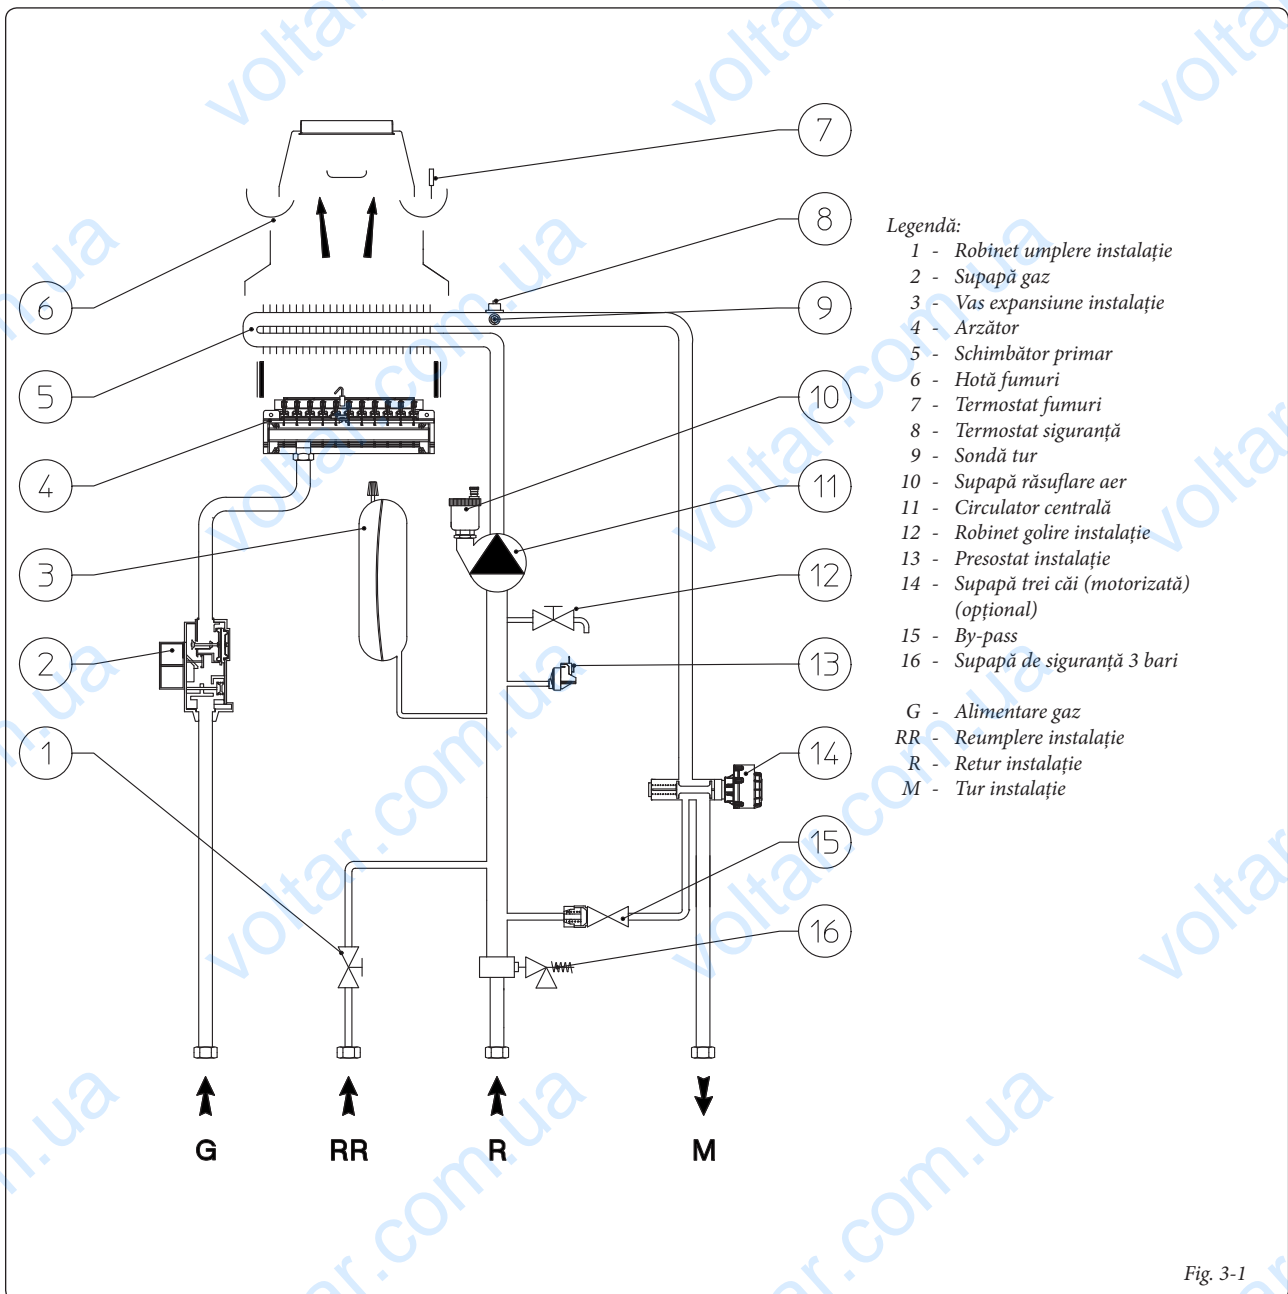 voltar.com.ua
7
8
6
9
5
10
4
11
3
12
2
13
1
14
15
16
G
RR
R
M
Legendă:
1 - Robinet umplere instalație
2 - Supapă gaz
3 - Vas expansiune instalație
4 - Arzător
5 - Schimbător primar
6 - Hotă fumuri
7 - Termostat fumuri
8 - Termostat siguranță
9 - Sondă tur
10 - Supapă răsuflare aer
11 - Circulator centrală
12 - Robinet golire instalație
13 - Presostat instalație
14 - Supapă trei căi (motorizată)
(opțional)
15 - By-pass
16 - Supapă de siguranță 3 bari
G - Alimentare gaz
RR - Reumplere instalație
R - Retur instalație
M - Tur instalație
Fig. 3-1